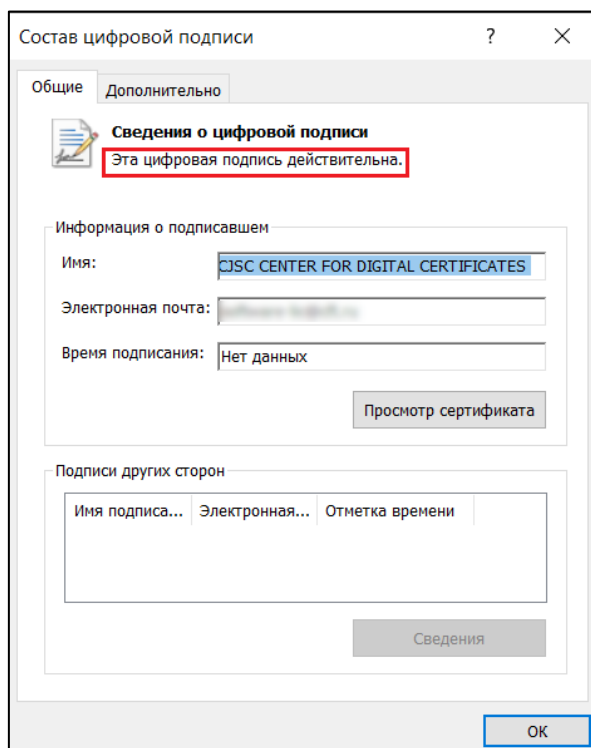 Состав цифровой подписи
Общие
Дополнительно
Сведения о цифровой подписи
Эта цифровая подпись действительна.
Информация о подписавшем
Имя:
CJSC CENTER FOR DIGITAL CERTIFICATES
Электронная почта:
Время подписания:
Нет данных
Просмотр сертификата
Подписи других сторон
Имя подписа... Электронная... Отметка времени
Сведения
ОК